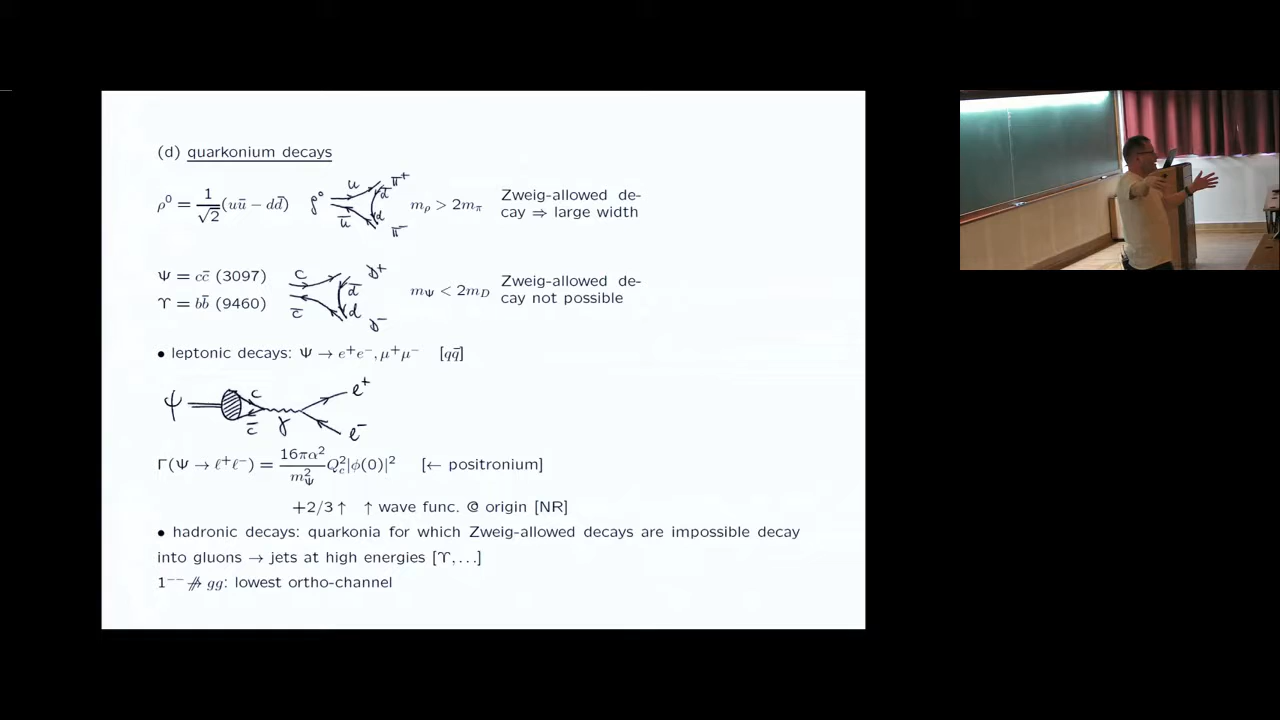 (d) quarkonium decays
ρ⁰ = 1/√2 (uū − dd̄) ρ⁰ u ū d̄ d π⁺ π⁻ m_ρ > 2m_π Zweig-allowed de-
cay ⇒ large width
Ψ = cc̄ (3097) c d̄ D⁺ Zweig-allowed de-
ϒ = bb̄ (9460) c̄ d D⁻ m_Ψ < 2m_D cay not possible
• leptonic decays: Ψ → e⁺e⁻, μ⁺μ⁻ [qq̄]
ψ c c̄ γ e⁺ e⁻
Γ(Ψ → ℓ⁺ℓ⁻) = 16πα²/m²_Ψ Q²_c|ϕ(0)|² [← positronium]
+2/3 ↑ ↑ wave func. @ origin [NR]
• hadronic decays: quarkonia for which Zweig-allowed decays are impossible decay
into gluons → jets at high energies [ϒ,...]
1⁻⁻ ↛ gg: lowest ortho-channel